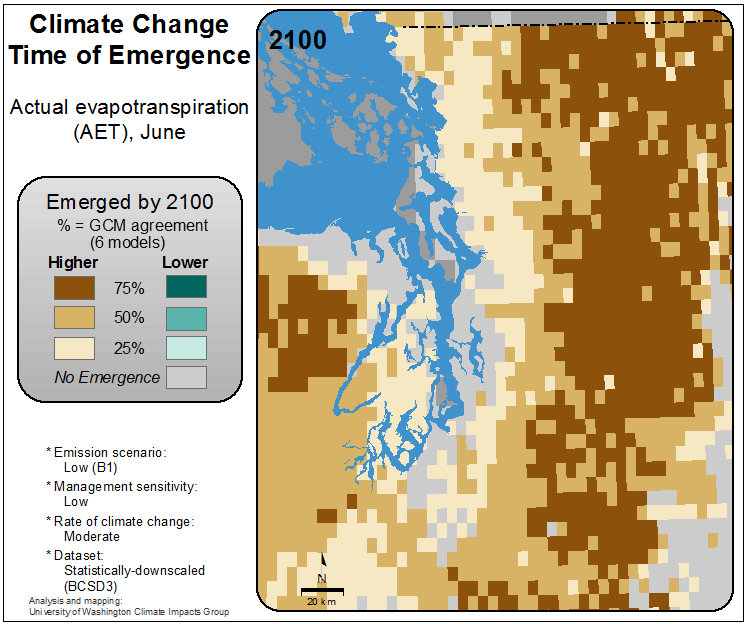 Climate Change
Time of Emergence
Actual evapotranspiration
(AET), June
Emerged by 2100
% = GCM agreement
(6 models)
Higher
Lower
75%
50%
25%
No Emergence
* Emission scenario:
Low (B1)
* Management sensitivity:
Low
* Rate of climate change:
Moderate
* Dataset:
Statistically-downscaled
(BCSD3)
Analysis and mapping:
University of Washington Climate Impacts Group
2100
N
20 km